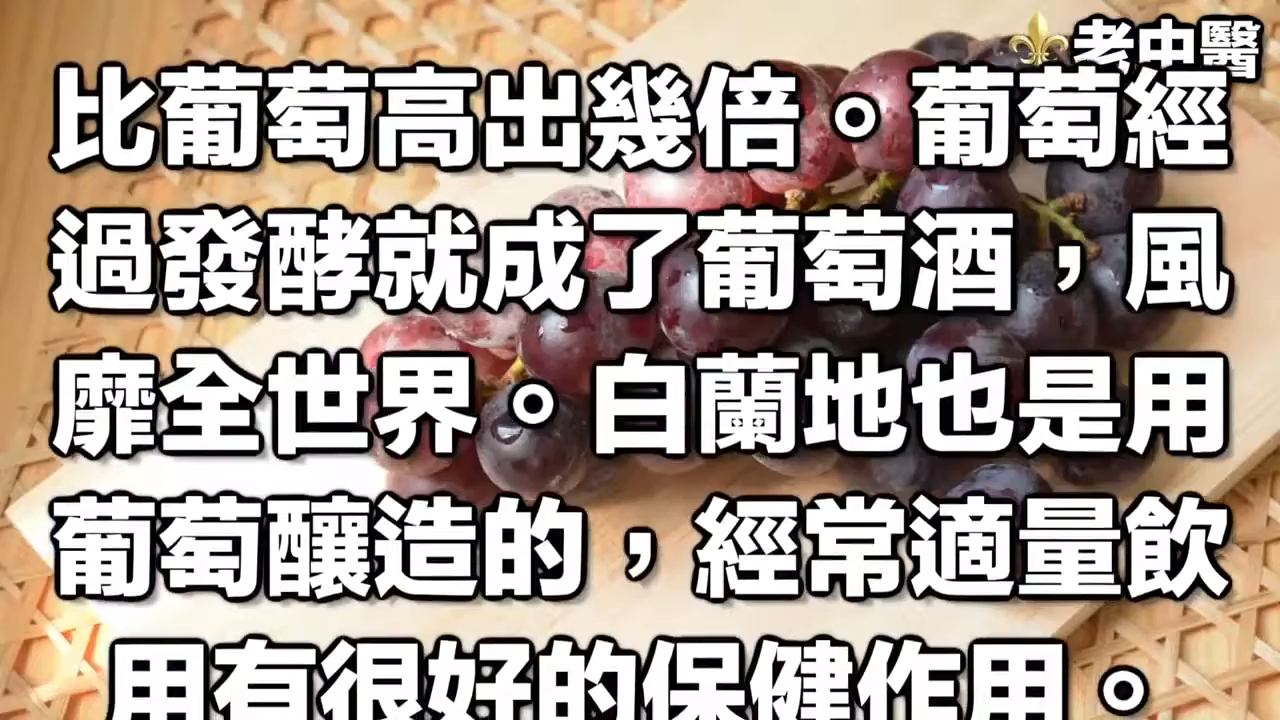 老中醫
比葡萄高出幾倍。葡萄經
過發酵就成了葡萄酒，風
靡全世界。白蘭地也是用
葡萄釀造的，經常適量飲
用有很好的保健作用。